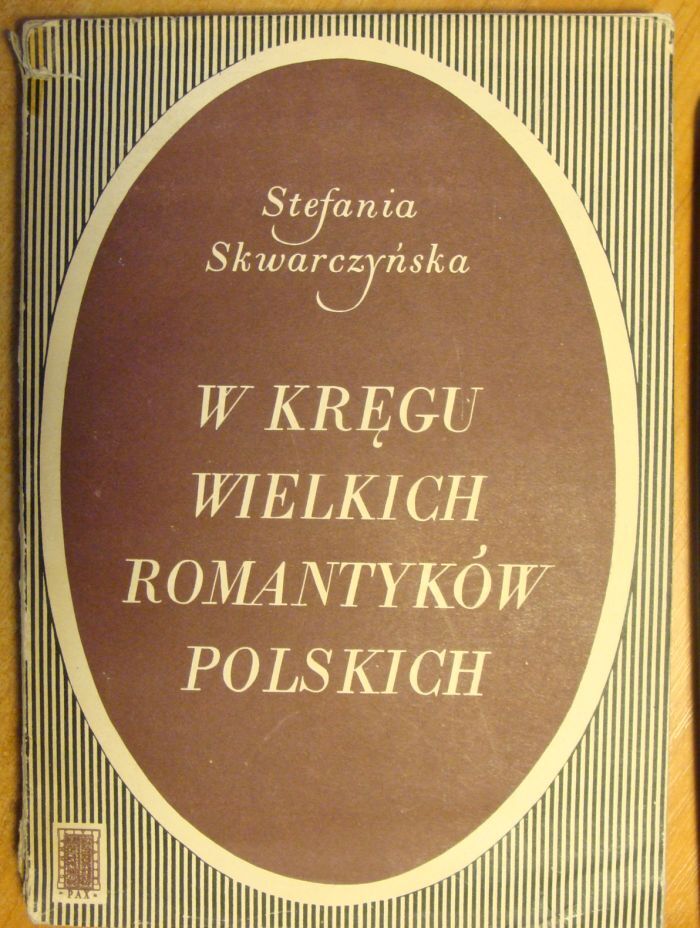 Stefania
Skwarczyńska
W KRĘGU
WIELKICH
ROMANTYKÓW
POLSKICH
PAX